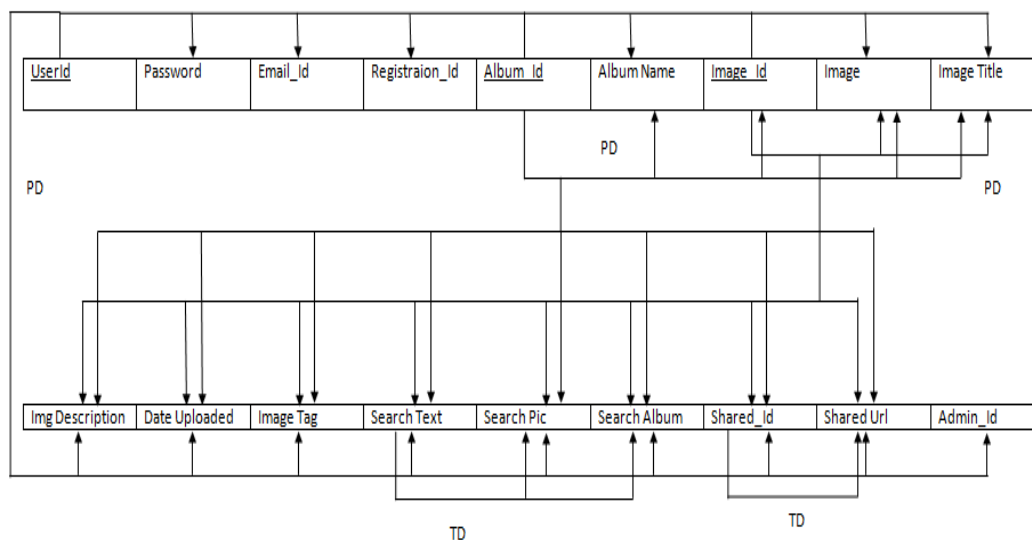 UserId Password Email_Id Registraion_Id Album_Id Album Name Image_Id Image Image Title
PD
PD PD
Img Description Date Uploaded Image Tag Search Text Search Pic Search Album Shared_Id Shared Url Admin_Id
TD
TD